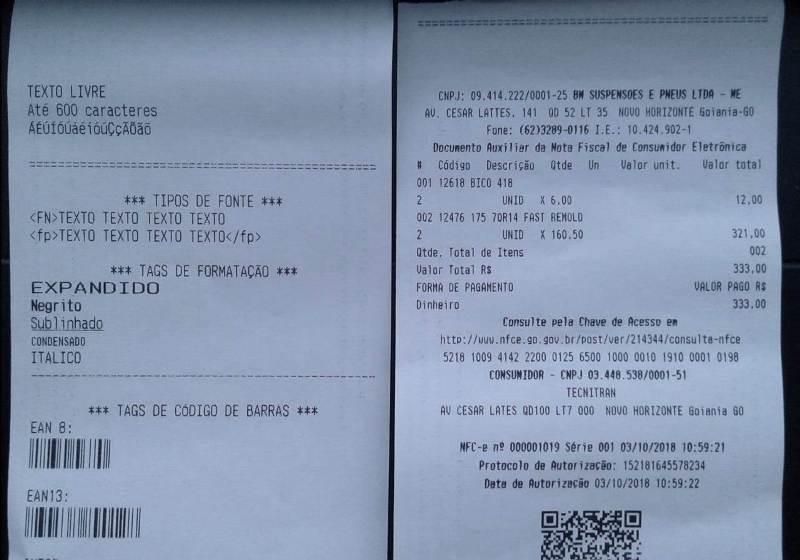 TEXTO LIVRE
Até 600 caracteres
ÁÉÚÍÓÚáéíóúÇçÃÕãõ
*** TIPOS DE FONTE ***
<FN>TEXTO TEXTO TEXTO TEXTO
<fp>TEXTO TEXTO TEXTO TEXTO</fp>
*** TAGS DE FORMATAÇÃO ***
EXPANDIDO
Negrito
Sublinhado
CONDENSADO
ITALICO
*** TAGS DE CÓDIGO DE BARRAS ***
EAN 8:
EAN13:
CNPJ: 09.414.222/0001-25 BW SUSPENSOES E PNEUS LTDA - ME
AV. CESAR LATTES, 141 QD 52 LT 35 NOVO HORIZONTE Goiania-GO
Fone: (62)3289-0116 I.E.: 10.424.902-1
Documento Auxiliar da Nota Fiscal de Consumidor Eletrônica
# Código Descrição Qtde Un Valor unit. Valor total
001 12618 BICO 418
2 UNID X 6,00 12,00
002 12476 175 70R14 FAST REMOLD
2 UNID X 160,50 321,00
Qtde. Total de Itens 002
Valor Total R$ 333,00
FORMA DE PAGAMENTO VALOR PAGO R$
Dinheiro 333,00
Consulte pela Chave de Acesso em
http://www.nfce.go.gov.br/post/ver/214344/consulta-nfce
5218 1009 4142 2200 0125 6500 1000 0010 1910 0001 0198
CONSUMIDOR - CNPJ 03.448.538/0001-51
TECNITRAN
AV CESAR LATES QD100 LT7 000 NOVO HORIZONTE Goiania GO
NFC-e nº 000001019 Série 001 03/10/2018 10:59:21
Protocolo de Autorização: 152181645578234
Data de Autorização 03/10/2018 10:59:22